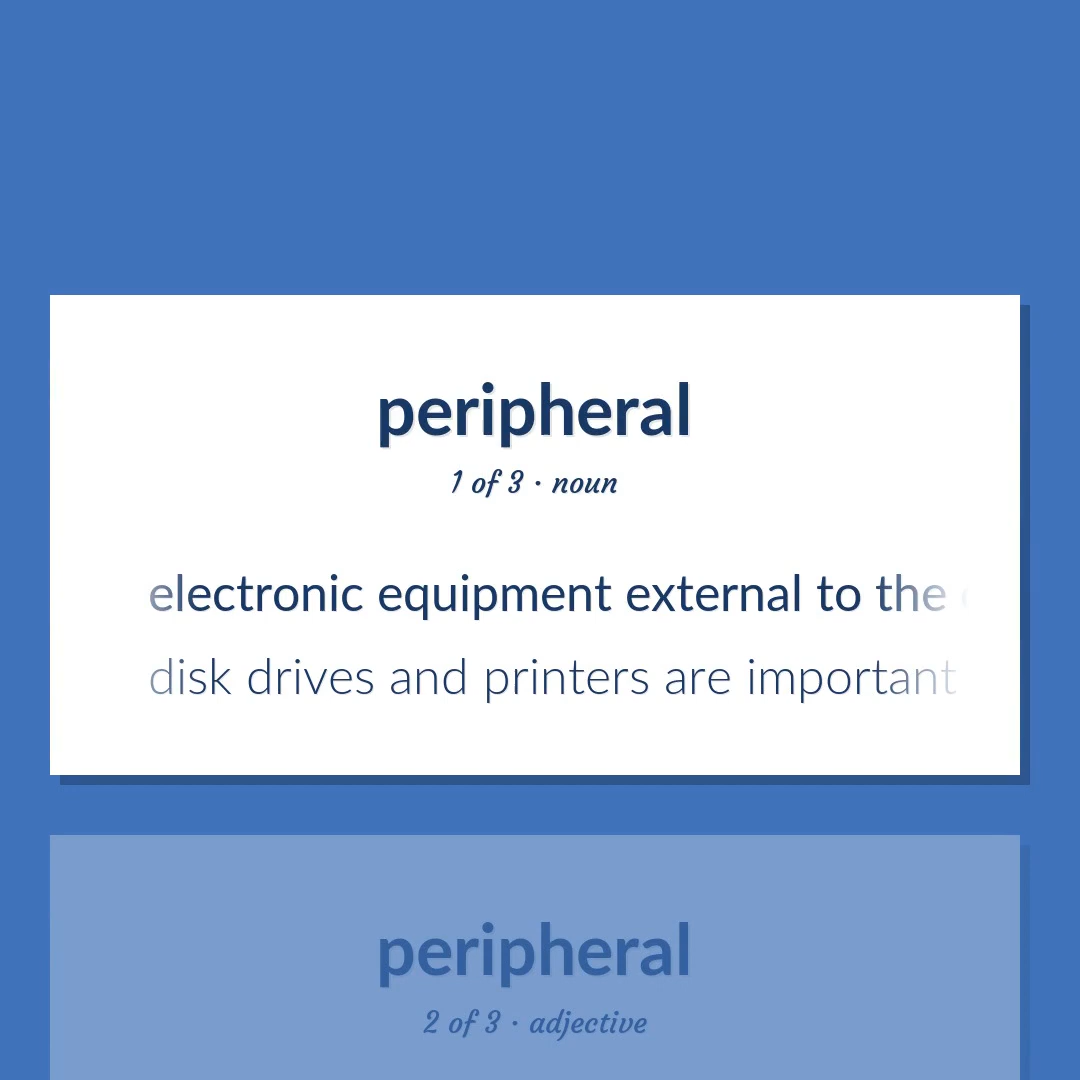 peripheral
1 of 3 · noun
electronic equipment external to the
disk drives and printers are important
peripheral
2 of 3 · adjective